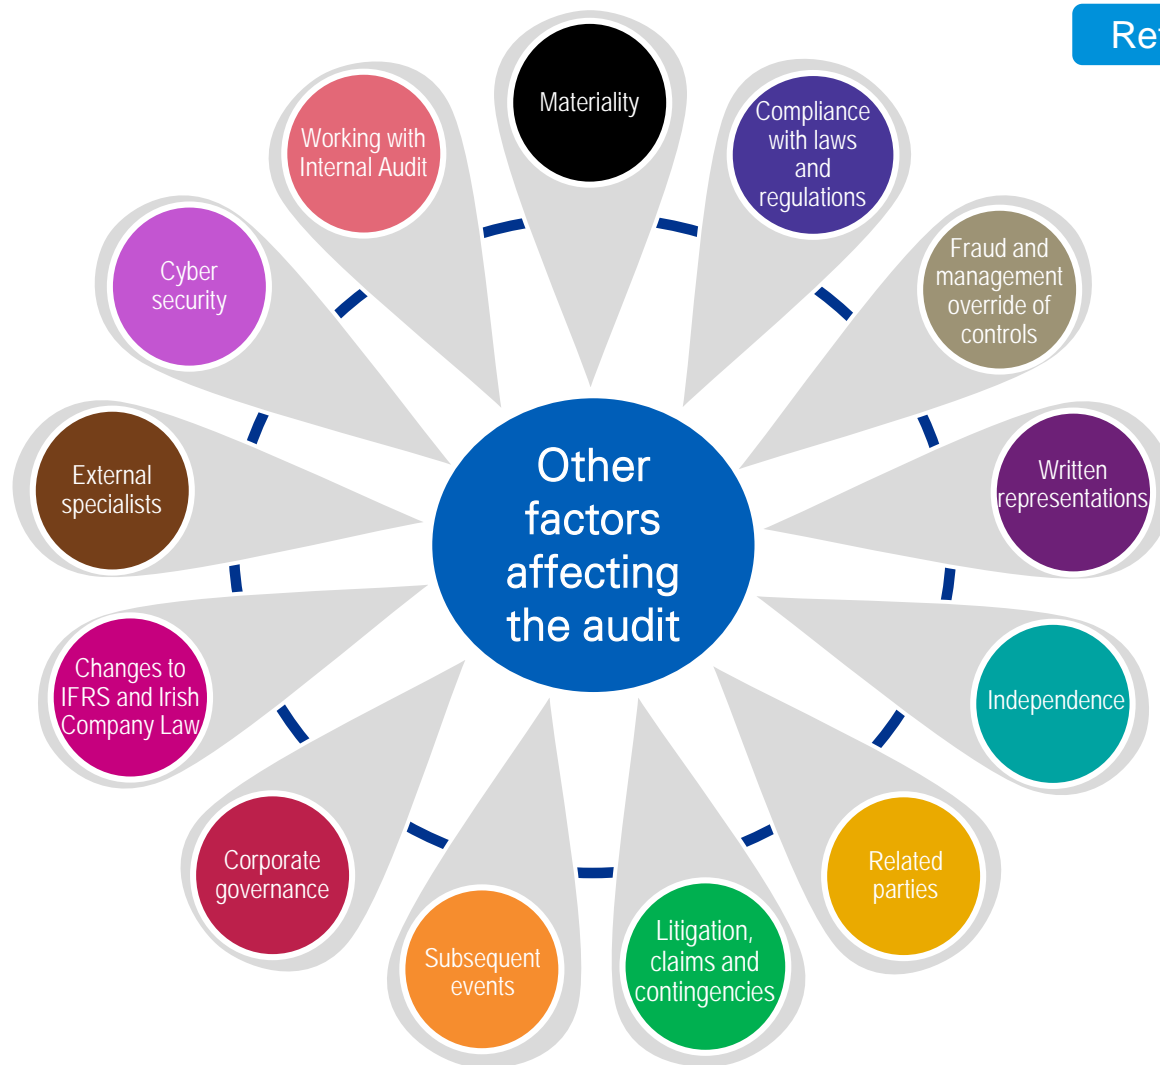 Materiality
Compliance
with laws
and
regulations
Fraud and
management
override of
controls
Written
representations
Independence
Related
parties
Litigation,
claims and
contingencies
Subsequent
events
Corporate
governance
Changes to
IFRS and Irish
Company Law
External
specialists
Cyber
security
Working with
Internal Audit
Other
factors
affecting
the audit